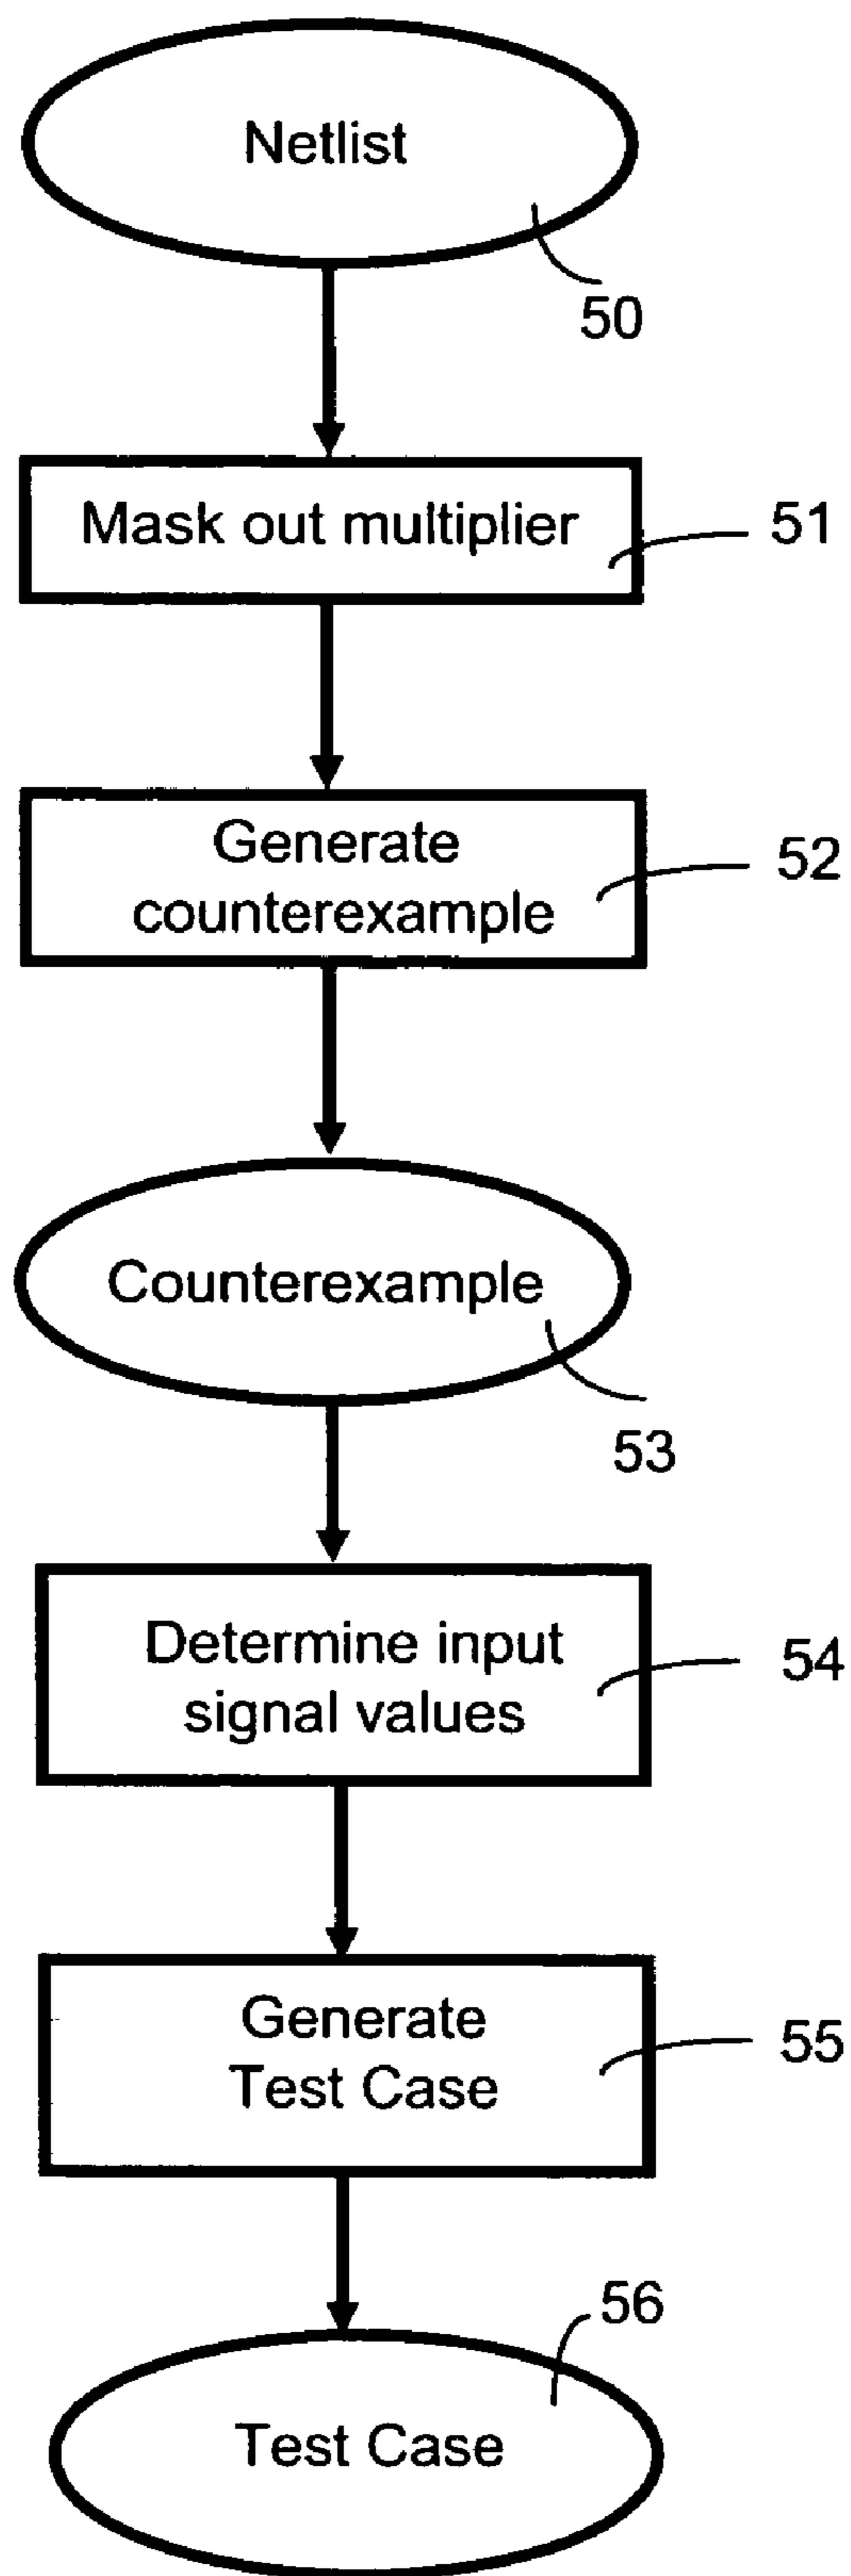 Netlist
50
Mask out multiplier
51
Generate
counterexample
52
Counterexample
53
Determine input
signal values
54
Generate
Test Case
55
56
Test Case